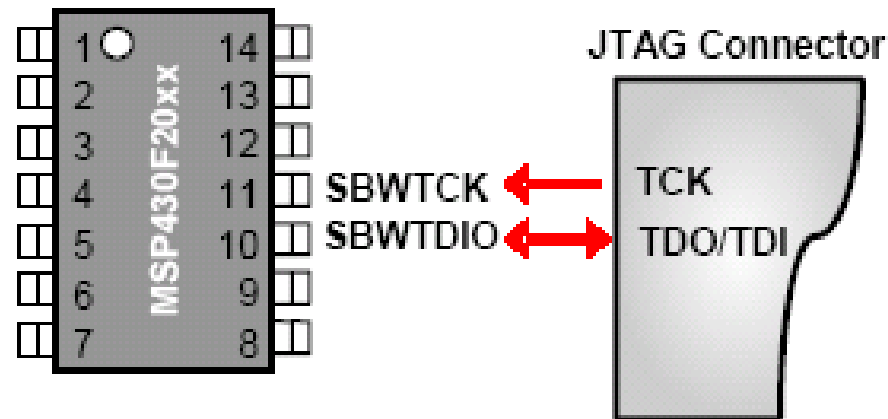 1 14
2 13
3 12
4 11
5 10
6 9
7 8
MSP430F20xx
SBWTCK
SBWTDIO
JTAG Connector
TCK
TDO/TDI